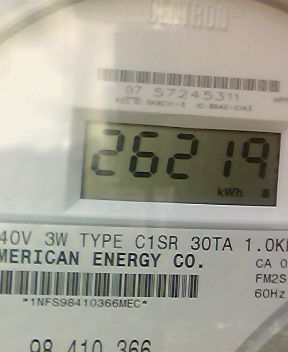 CENTRON®
07 57245311
26219
kWh
40V 3W TYPE C1SR 30TA 1.0K
MERICAN ENERGY CO.
CA 0
FM2S
60Hz
*1NFS98410366MEC*
98 410 366